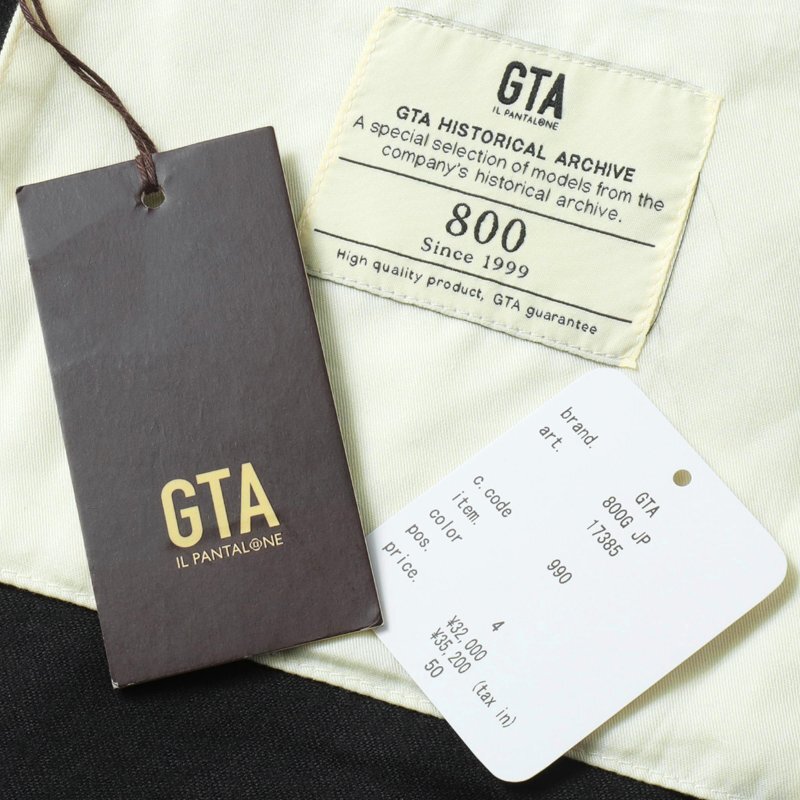 GTA
IL PANTAL@NE
GTA HISTORICAL ARCHIVE
A special selection of models from the
company's historical archive.
800
Since 1999
High quality product, GTA guarantee
GTA
IL PANTAL@NE
brand. GTA
art. 800G JP
17385
c.code
item. 990
color
pos. 4
price. ¥32,000
¥35,200 (tax in)
50